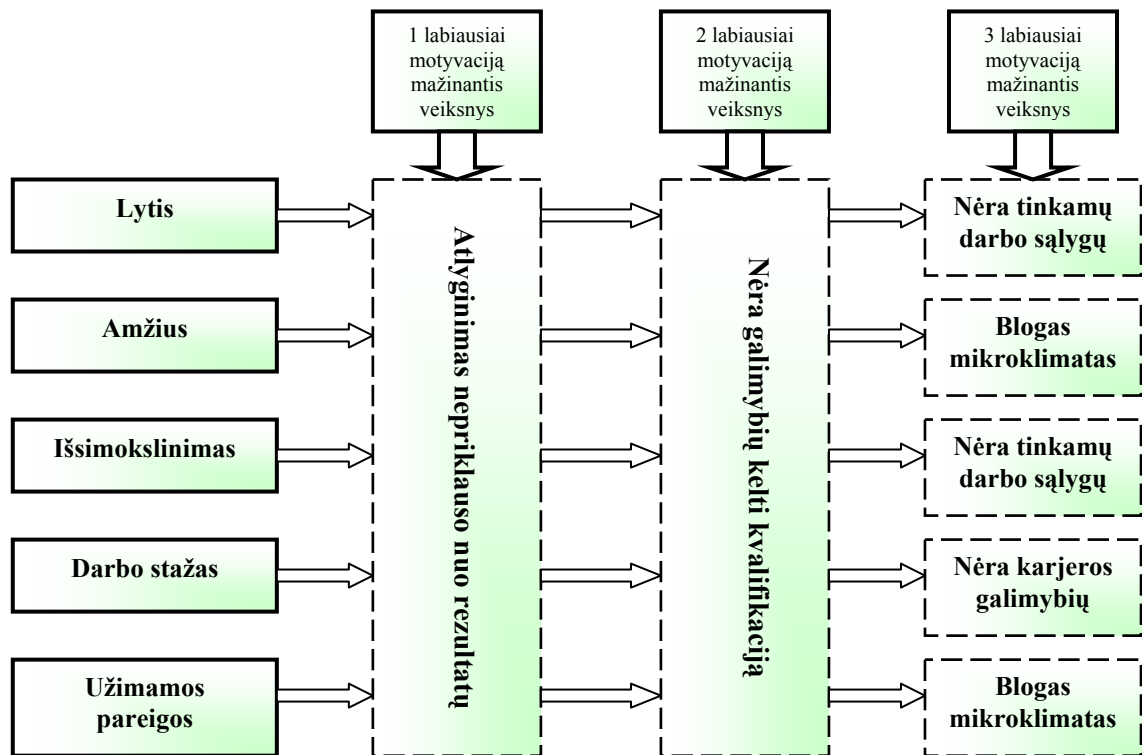 1 labiausiai
motyvaciją
mažinantis
veiksnys
2 labiausiai
motyvaciją
mažinantis
veiksnys
3 labiausiai
motyvaciją
mažinantis
veiksnys
Lytis
Amžius
Išsimokslinimas
Darbo stažas
Užimamos
pareigos
Atlyginimas nepriklauso nuo rezultatų
Nėra galimybių kelti kvalifikaciją
Nėra tinkamų
darbo sąlygų
Blogas
mikroklimatas
Nėra tinkamų
darbo sąlygų
Nėra karjeros
galimybių
Blogas
mikroklimatas